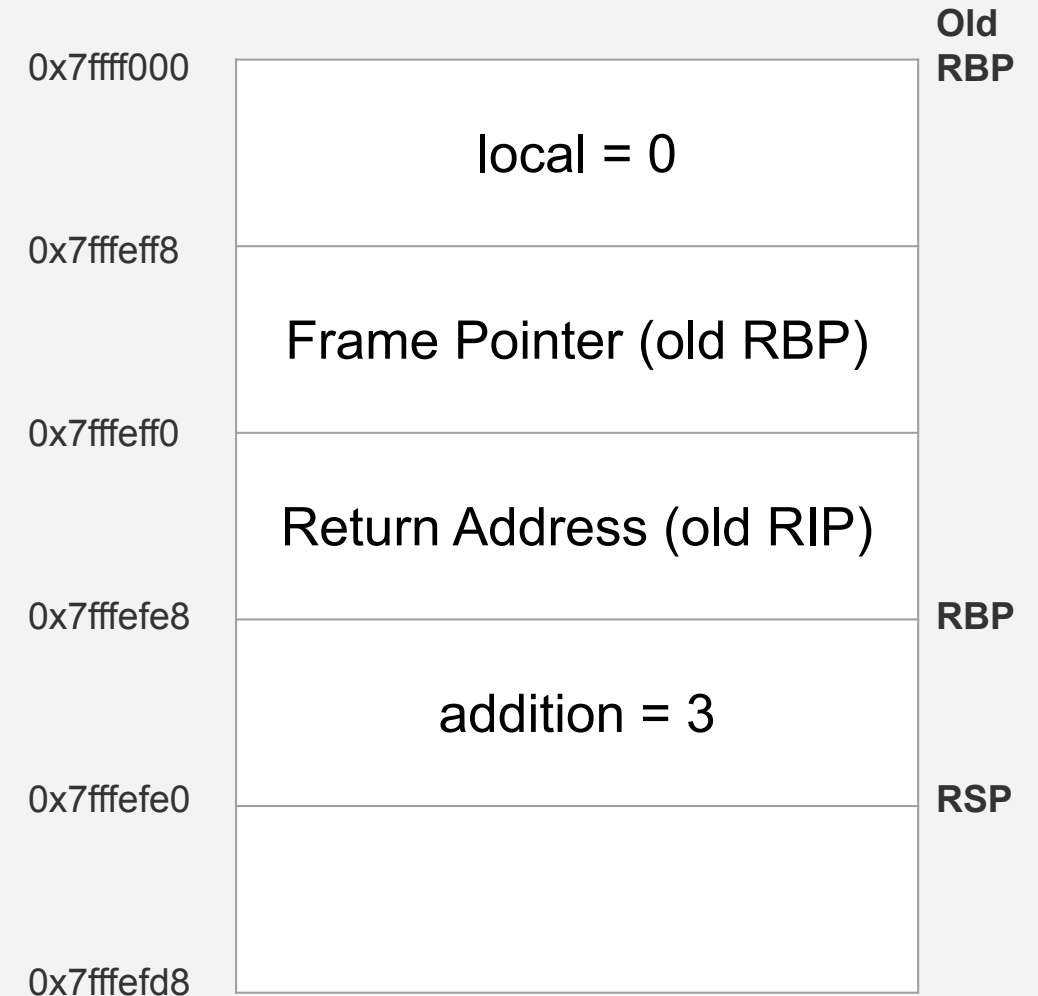 Old
0x7ffff000 RBP
local = 0
0x7fffeff8
Frame Pointer (old RBP)
0x7fffeff0
Return Address (old RIP)
0x7fffefe8 RBP
addition = 3
0x7fffefe0 RSP
0x7fffefd8